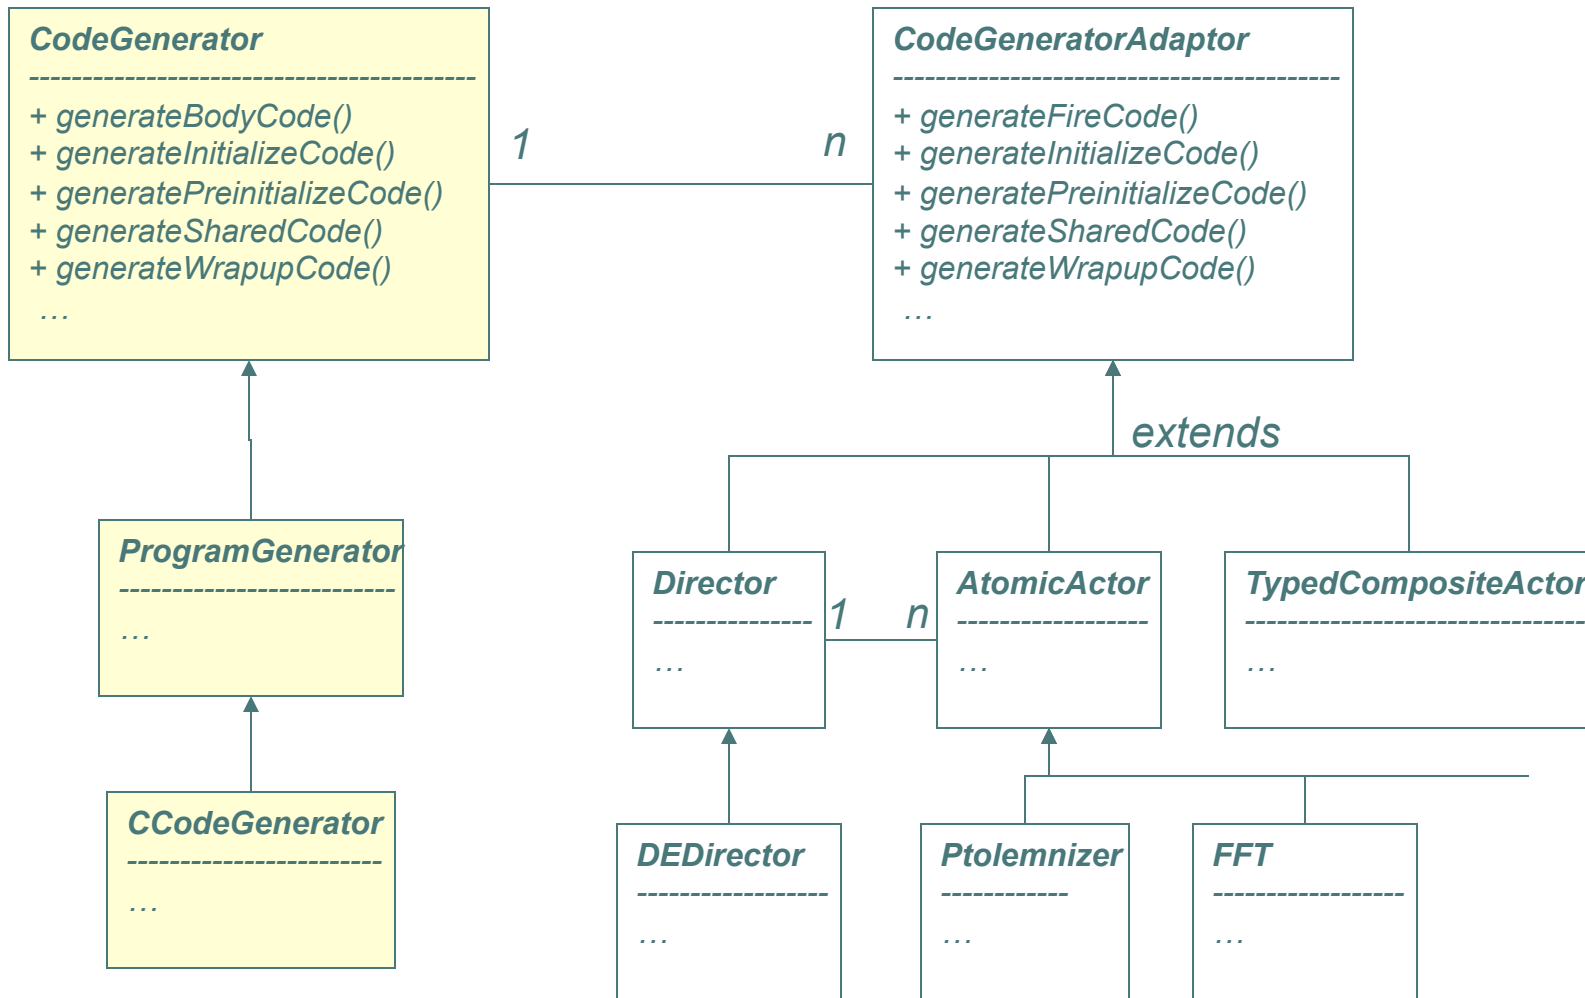 CodeGenerator
-----------------------------------------
+ generateBodyCode()
+ generateInitializeCode()
+ generatePreinitializeCode()
+ generateSharedCode()
+ generateWrapupCode()
...
1
n
CodeGeneratorAdaptor
-----------------------------------------
+ generateFireCode()
+ generateInitializeCode()
+ generatePreinitializeCode()
+ generateSharedCode()
+ generateWrapupCode()
...
extends
ProgramGenerator
--------------------------
...
Director
---------------
...
1
n
AtomicActor
------------------
...
TypedCompositeActor
--------------------------------
...
CCodeGenerator
------------------------
...
DEDirector
------------------
...
Ptolemnizer
------------
...
FFT
------------------
...